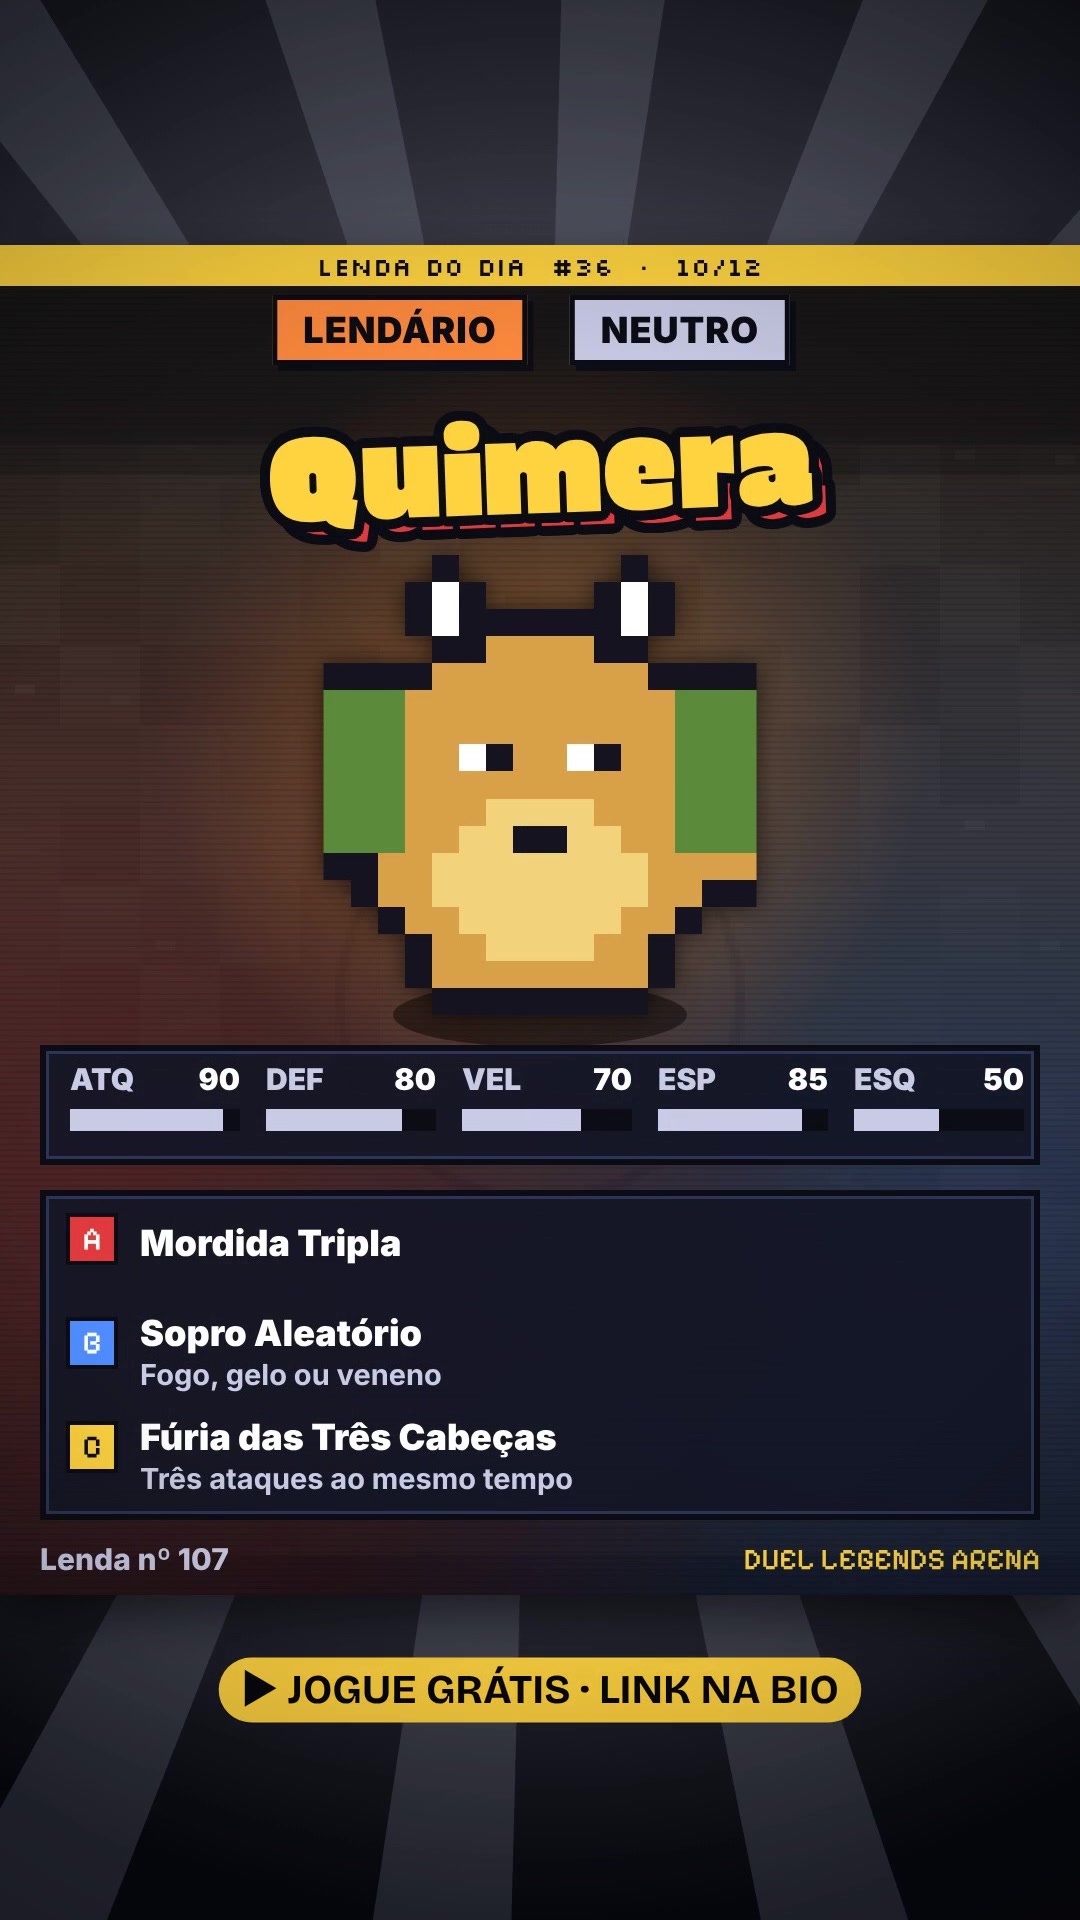 LENDA DO DIA #36 · 10/12
LENDÁRIO NEUTRO
Quimera
ATQ 90 DEF 80 VEL 70 ESP 85 ESQ 50
A Mordida Tripla
B Sopro Aleatório
Fogo, gelo ou veneno
C Fúria das Três Cabeças
Três ataques ao mesmo tempo
Lenda nº 107 DUEL LEGENDS ARENA
▶ JOGUE GRÁTIS · LINK NA BIO